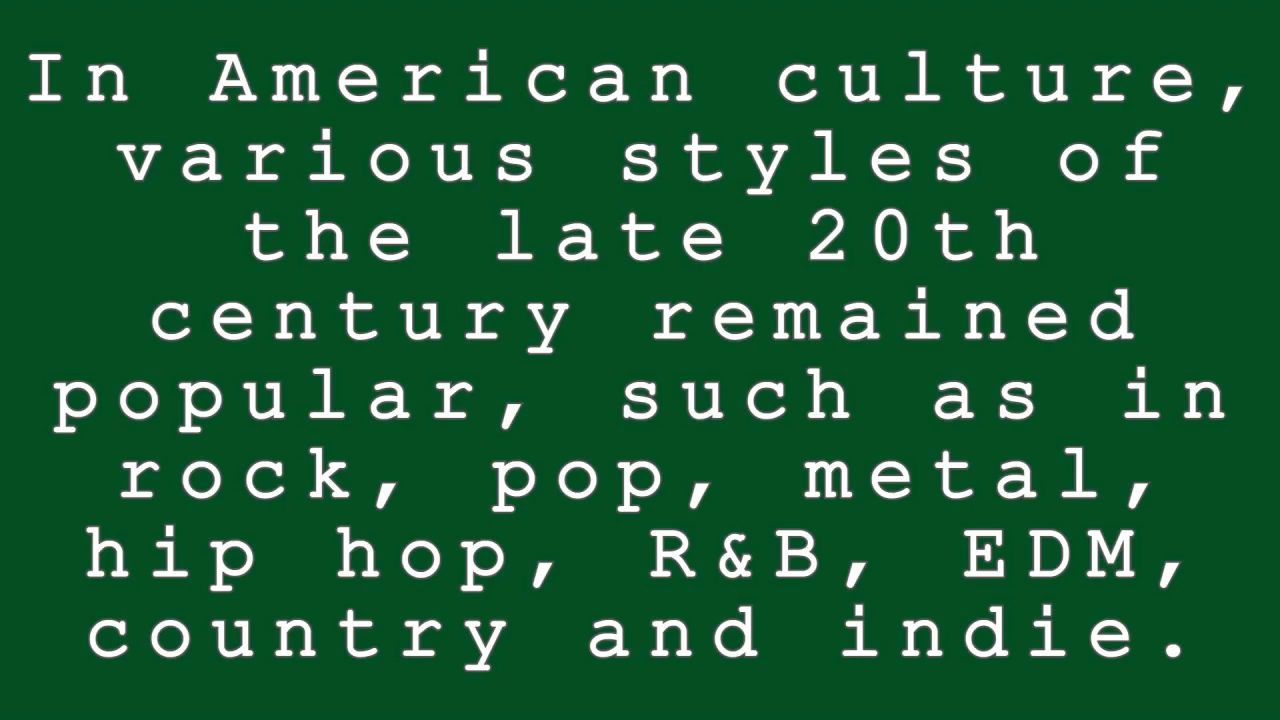 In American culture,
various styles of
the late 20th
century remained
popular, such as in
rock, pop, metal,
hip hop, R&B, EDM,
country and indie.